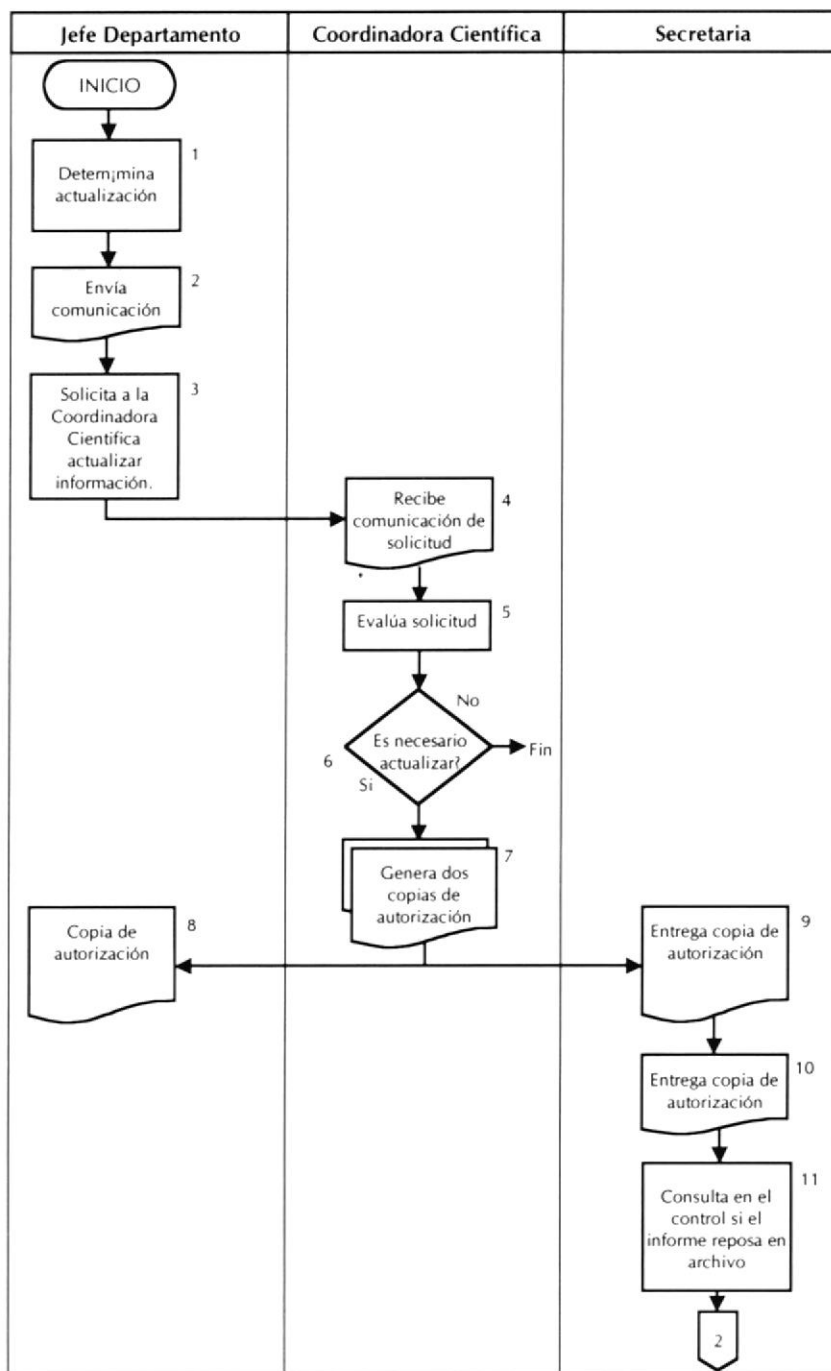 Jefe Departamento
Coordinadora Científica
Secretaria
INICIO
1
Determ¡mina
actualización
2
Envía
comunicación
3
Solicita a la
Coordinadora
Cientifica
actualizar
información.
4
Recibe
comunicación de
solicitud
5
Evalúa solicitud
No
Es necesario
actualizar?
Fin
6
Si
7
Genera dos
copias de
autorización
8
Copia de
autorización
9
Entrega copia de
autorización
10
Entrega copia de
autorización
11
Consulta en el
control si el
informe reposa en
archivo
2